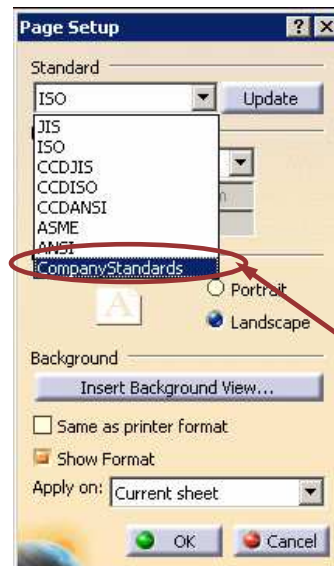 Page Setup
Standard
ISO
Update
JIS
ISO
CCDJIS
CCDISO
CCDANSI
ASME
ANSI
CompanyStandards
A
Portrait
Landscape
Background
Insert Background View...
Same as printer format
Show Format
Apply on: Current sheet
OK Cancel